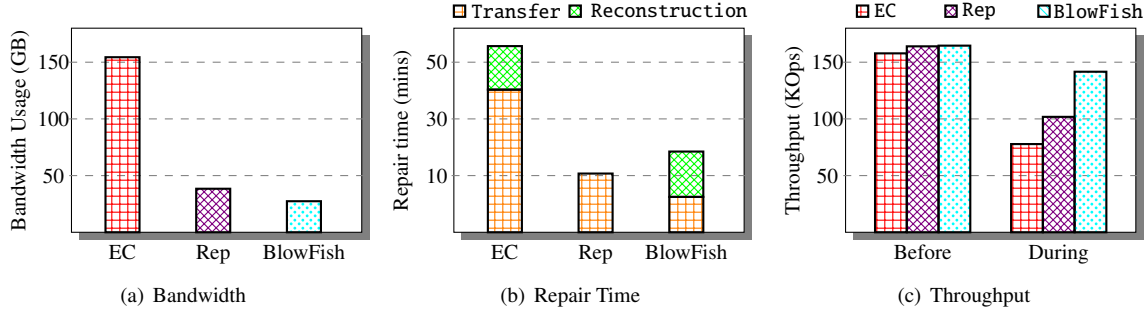 Bandwidth Usage (GB)
150
100
50
EC
Rep
BlowFish
(a) Bandwidth
Transfer
Reconstruction
Repair time (mins)
50
30
10
EC
Rep
BlowFish
(b) Repair Time
EC
Rep
BlowFish
Throughput (KOps)
150
100
50
Before
During
(c) Throughput